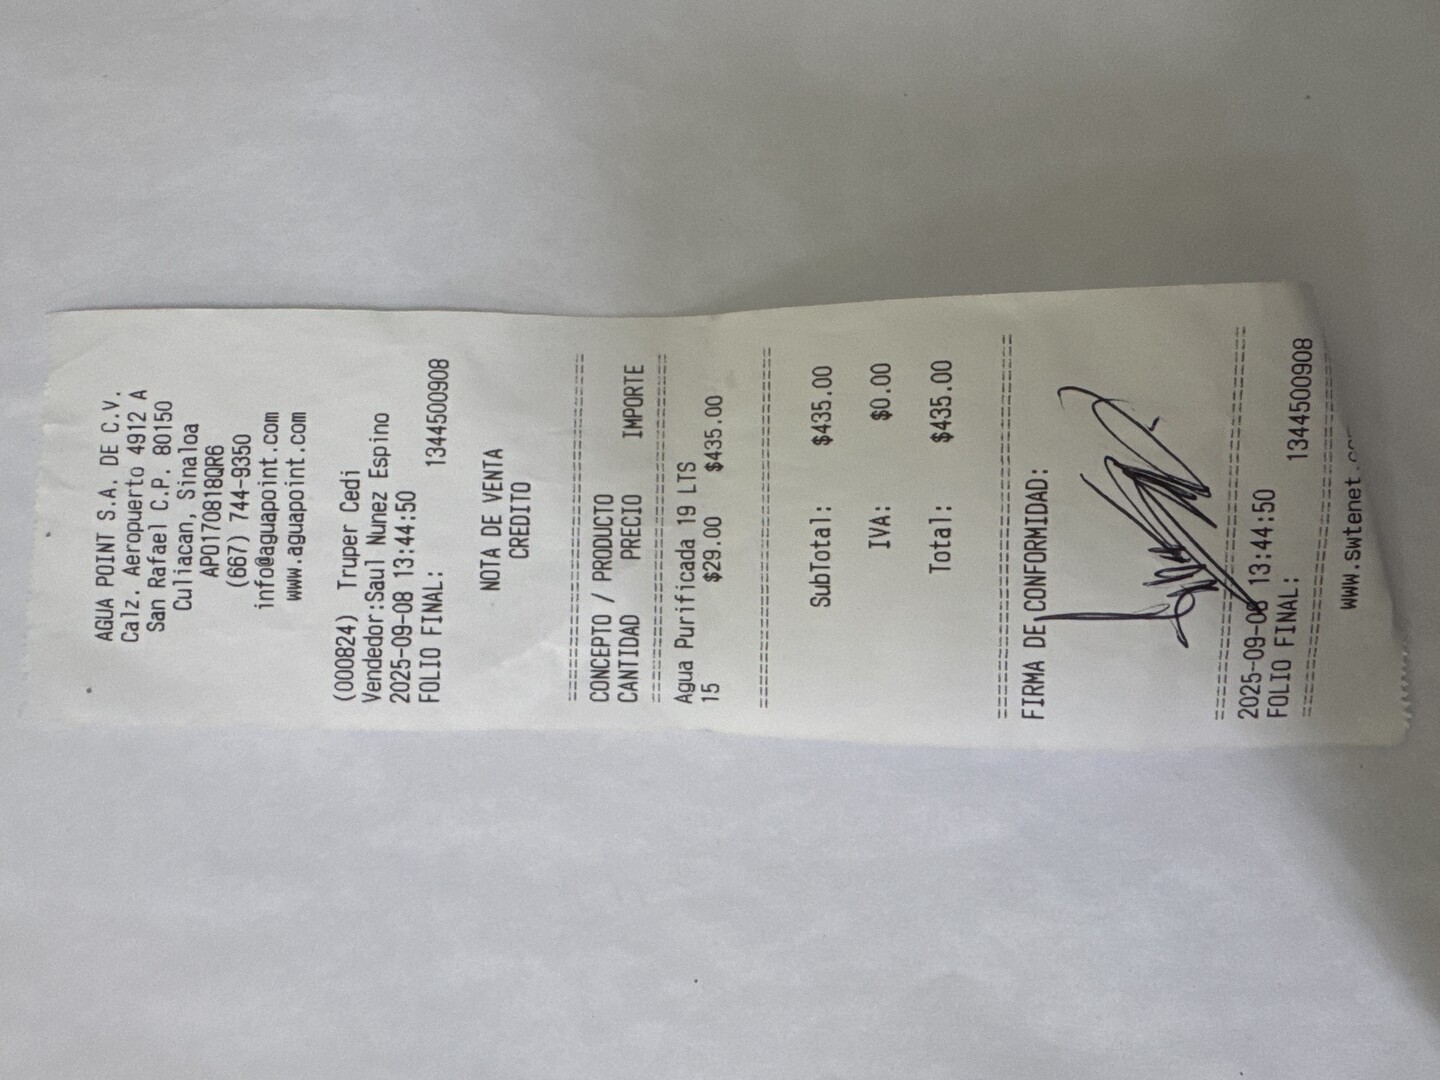 AGUA POINT S.A. DE C.V.
Calz. Aeropuerto 4912 A
San Rafael C.P. 80150
Culiacan, Sinaloa
APO170818QR6
(667) 744-9350
info@aguapoint.com
www.aguapoint.com
(000824) Truper Cedi
Vendedor:Saul Nunez Espino
2025-09-08 13:44:50
FOLIO FINAL: 1344500908
NOTA DE VENTA
CREDITO
CONCEPTO / PRODUCTO
CANTIDAD PRECIO IMPORTE
Agua Purificada 19 LTS
15 $29.00 $435.00
SubTotal: $435.00
IVA: $0.00
Total: $435.00
FIRMA DE CONFORMIDAD:
2025-09-08 13:44:50
FOLIO FINAL: 1344500908